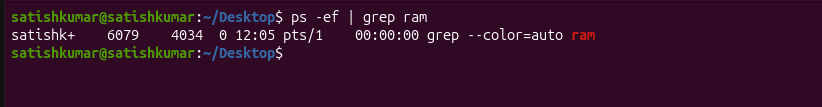 satishkumar@satishkumar:~/Desktop$ ps -ef | grep ram
satishk+    6079    4034  0 12:05 pts/1    00:00:00 grep --color=auto ram
satishkumar@satishkumar:~/Desktop$